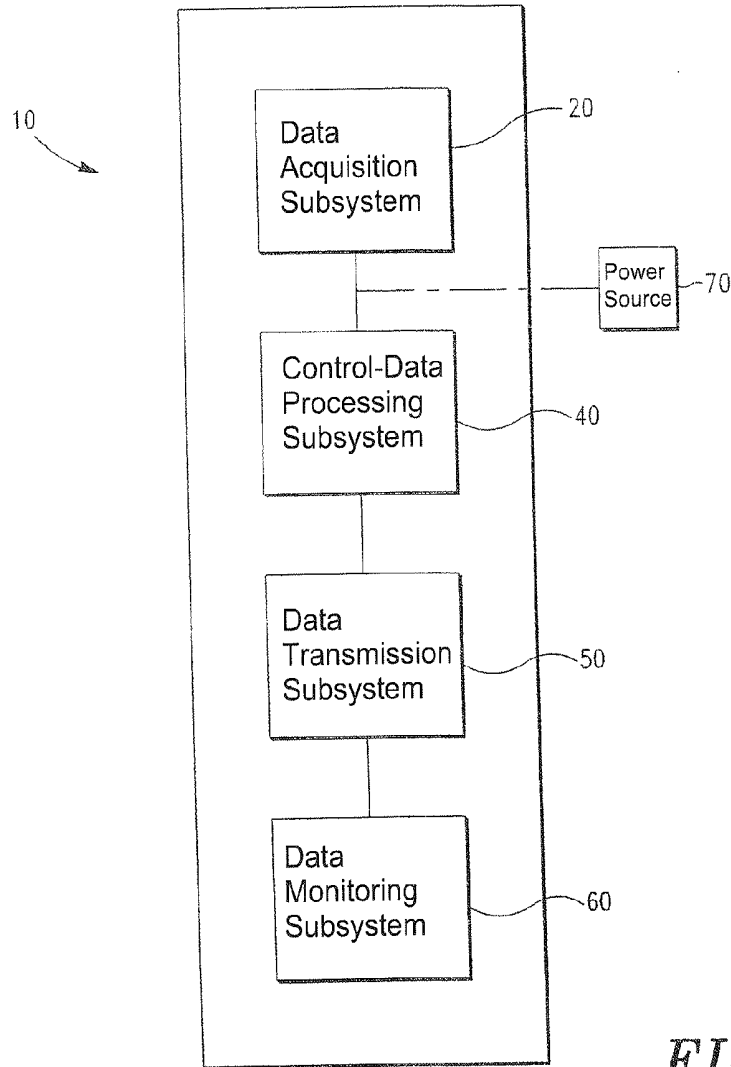 10
Data
Acquisition
Subsystem
20
Power
Source
70
Control-Data
Processing
Subsystem
40
Data
Transmission
Subsystem
50
Data
Monitoring
Subsystem
60